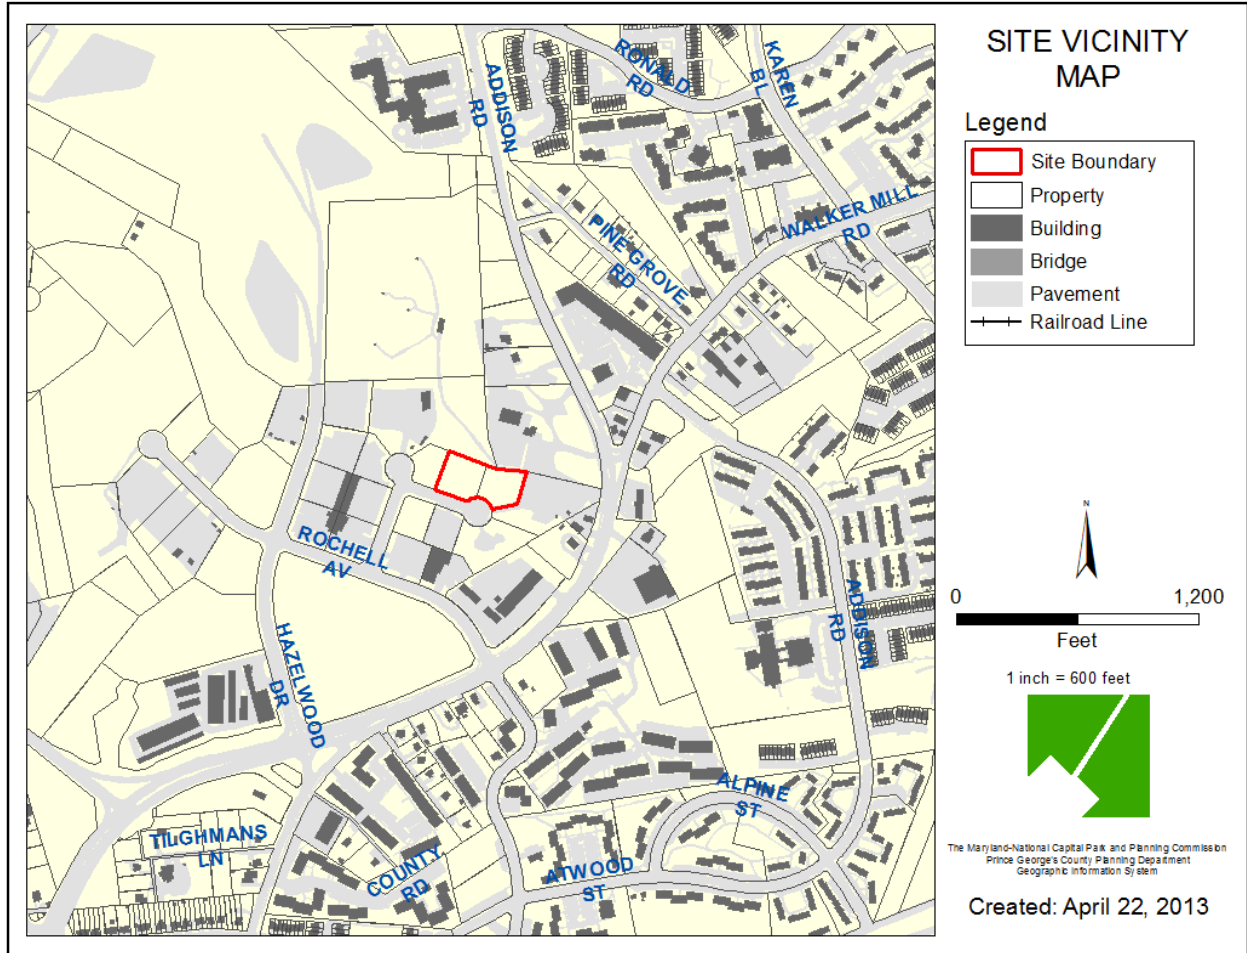 SITE VICINITY
MAP
Legend
Site Boundary
Property
Building
Bridge
Pavement
Railroad Line
N
0 1,200
Feet
1 inch = 600 feet
The Maryland-National Capital Park and Planning Commission
Prince George's County Planning Department
Geographic Information System
Created: April 22, 2013
ADDISON
RD
RONALD
RD
KAREN
BL
PINE GROVE
RD
WALKER MILL
RD
ROCHELL
AV
HAZELWOOD
DR
ADDISON
RD
ALPINE
ST
TILGHMANS
LN
COUNTY
RD
ATWOOD
ST